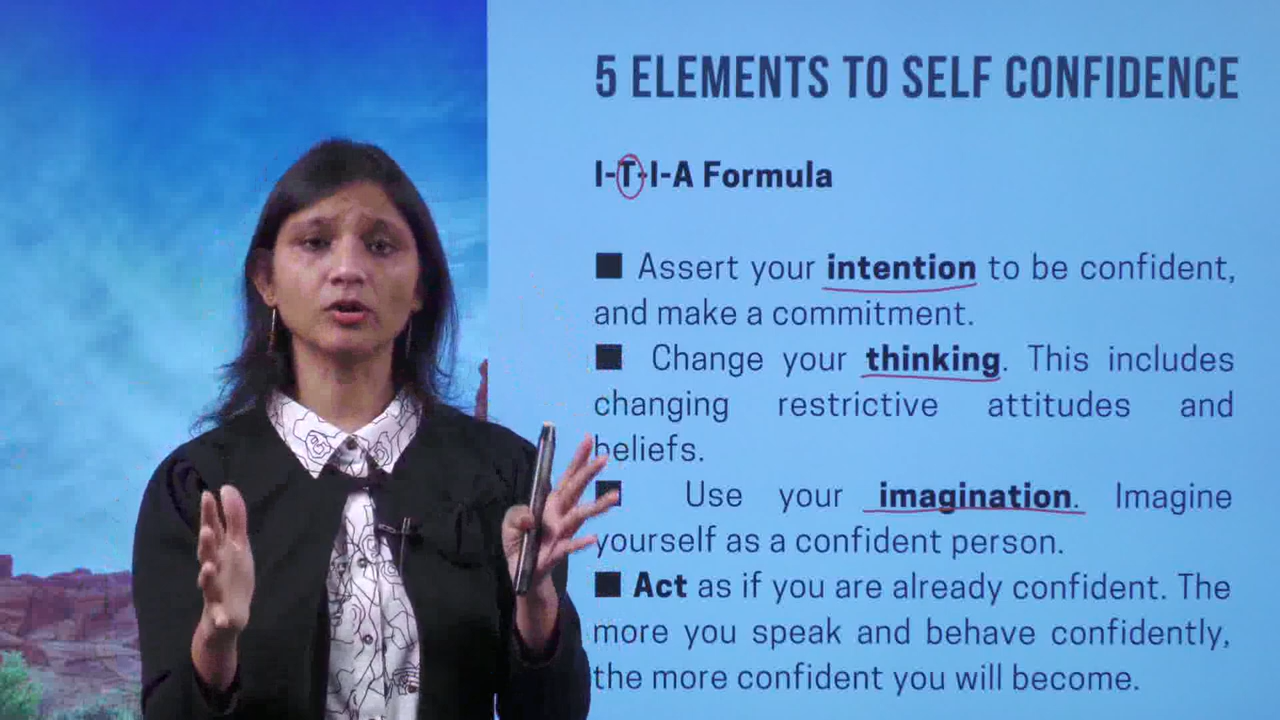 5 ELEMENTS TO SELF CONFIDENCE
I-T-I-A Formula
■ Assert your intention to be confident,
and make a commitment.
■ Change your thinking. This includes
changing restrictive attitudes and
beliefs.
■ Use your imagination. Imagine
yourself as a confident person.
■ Act as if you are already confident. The
more you speak and behave confidently,
the more confident you will become.